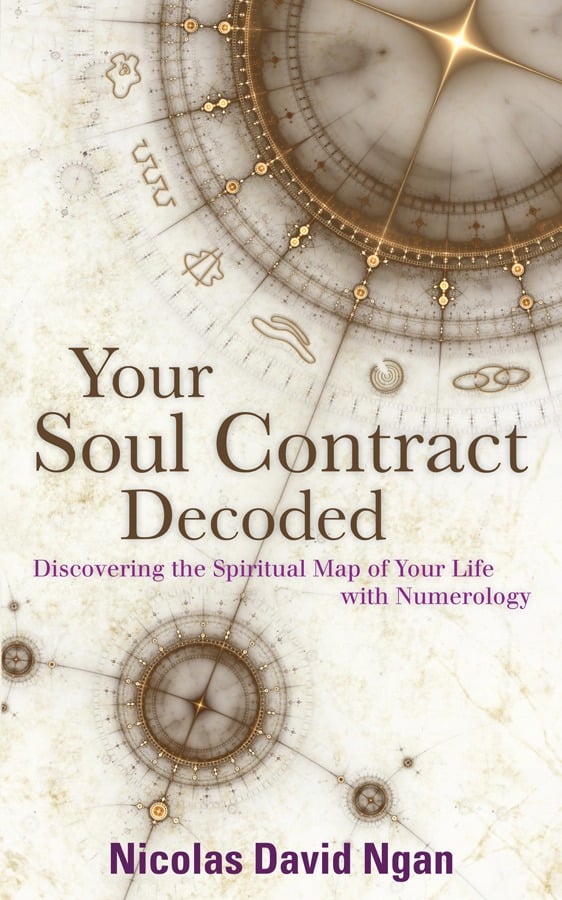 Your
Soul Contract
Decoded
Discovering the Spiritual Map of Your Life
with Numerology
Nicolas David Ngan